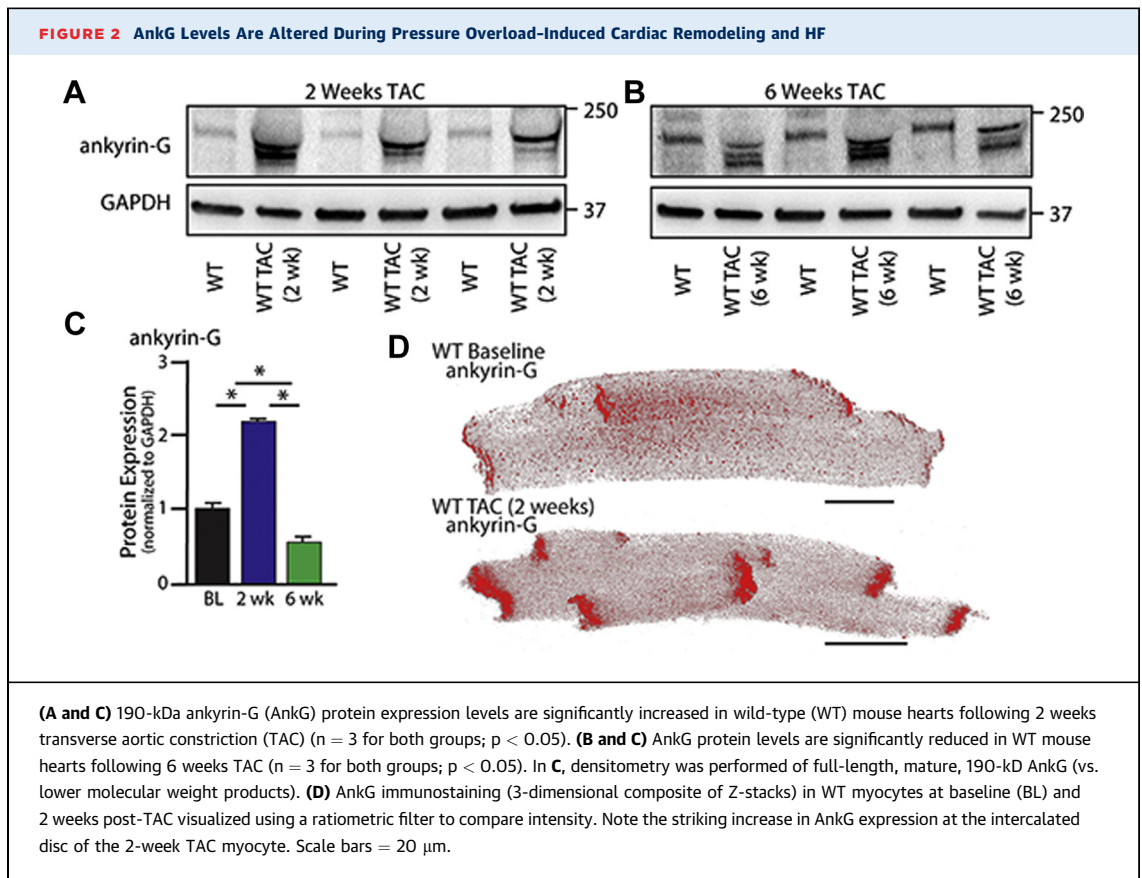 FIGURE 2 AnkG Levels Are Altered During Pressure Overload-Induced Cardiac Remodeling and HF
A
2 Weeks TAC
250
ankyrin-G
GAPDH
37
WT
WT TAC
(2 wk)
WT
WT TAC
(2 wk)
WT
WT TAC
(2 wk)
B
6 Weeks TAC
250
37
WT
WT TAC
(6 wk)
WT
WT TAC
(6 wk)
WT
WT TAC
(6 wk)
C
ankyrin-G
Protein Expression
(normalized to GAPDH)
3
2
1
0
* * *
BL 2 wk 6 wk
D
WT Baseline
ankyrin-G
WT TAC (2 weeks)
ankyrin-G
(A and C) 190-kDa ankyrin-G (AnkG) protein expression levels are significantly increased in wild-type (WT) mouse hearts following 2 weeks
transverse aortic constriction (TAC) (n = 3 for both groups; p < 0.05). (B and C) AnkG protein levels are significantly reduced in WT mouse
hearts following 6 weeks TAC (n = 3 for both groups; p < 0.05). In C, densitometry was performed of full-length, mature, 190-kD AnkG (vs.
lower molecular weight products). (D) AnkG immunostaining (3-dimensional composite of Z-stacks) in WT myocytes at baseline (BL) and
2 weeks post-TAC visualized using a ratiometric filter to compare intensity. Note the striking increase in AnkG expression at the intercalated
disc of the 2-week TAC myocyte. Scale bars = 20 μm.